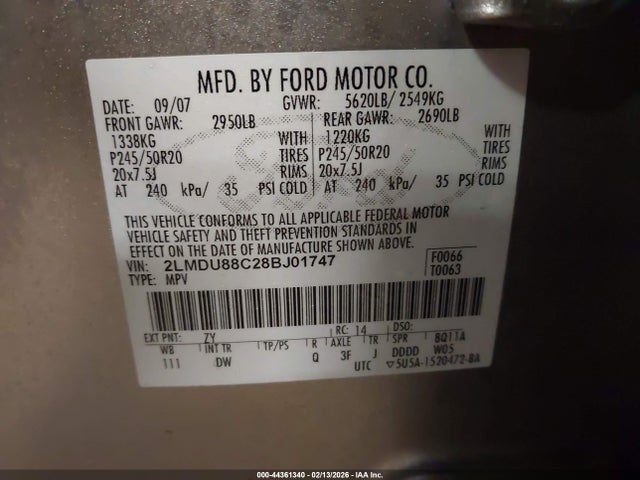 MFD. BY FORD MOTOR CO.
DATE: 09/07 GVWR: 5620LB/ 2549KG
FRONT GAWR: 2950LB REAR GAWR: 2690LB
1338KG WITH 1220KG WITH
P245/50R20 TIRES P245/50R20 TIRES
20x7.5J RIMS 20x7.5J RIMS
AT 240 kPa/ 35 PSI COLD AT 240 kPa/ 35 PSI COLD
THIS VEHICLE CONFORMS TO ALL APPLICABLE FEDERAL MOTOR
VEHICLE SAFETY AND THEFT PREVENTION STANDARDS IN
EFFECT ON THE DATE OF MANUFACTURE SHOWN ABOVE.
VIN: 2LMDU88C28BJ01747 F0066
TYPE: MPV T0063
EXT PNT: ZY RC: 14 DSO:
WB INT TR TP/PS R AXLE TR SPR 8Q11A
111 DW Q 3F J DDDD W05
UTC ▽5U5A-1520472-BA
Ford
000-44361340 - 02/13/2026 - IAA Inc.